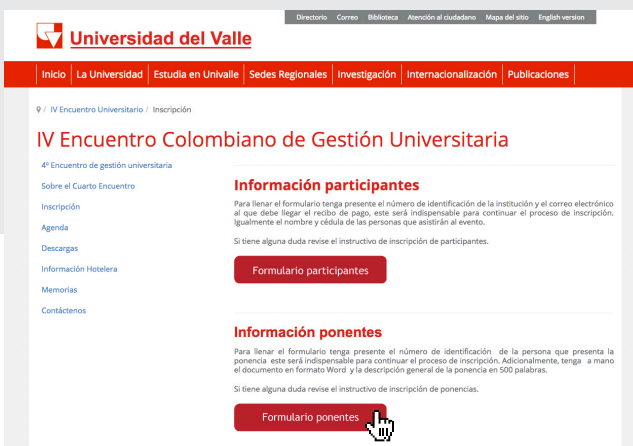 Directorio Correo Biblioteca Atención al ciudadano Mapa del sitio English version
Universidad del Valle
Inicio La Universidad Estudia en Univalle Sedes Regionales Investigación Internacionalización Publicaciones
/ IV Encuentro Universitario / Inscripción
IV Encuentro Colombiano de Gestión Universitaria
4º Encuentro de gestión universitaria
Sobre el Cuarto Encuentro
Inscripción
Agenda
Descargas
Información Hotelera
Memorias
Contáctenos
Información participantes
Para llenar el formulario tenga presente el número de identificación de la institución y el correo electrónico
al que debe llegar el recibo de pago, este será indispensable para continuar el proceso de inscripción.
Igualmente el nombre y cédula de las personas que asistirán al evento.
Si tiene alguna duda revise el instructivo de inscripción de participantes.
Formulario participantes
Información ponentes
Para llenar el formulario tenga presente el número de identificación de la persona que presenta la
ponencia este será indispensable para continuar el proceso de inscripción. Adicionalmente, tenga a mano
el documento en formato Word y la descripción general de la ponencia en 500 palabras.
Si tiene alguna duda revise el instructivo de inscripción de ponencias.
Formulario ponentes